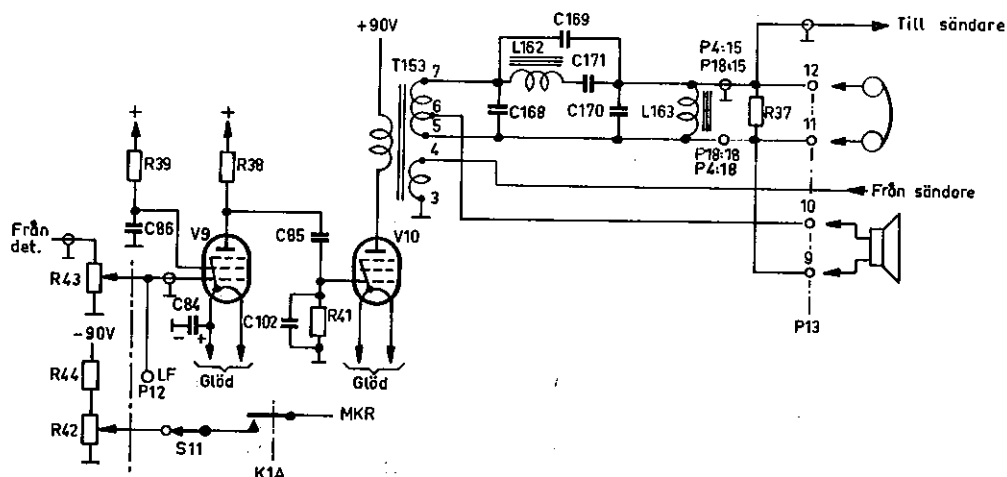 +90V
C169
Till sändare
L162
P4:15
P18:15
T153
7
C171
12
+
+
C168
C170
L163
R37
6
5
11
R39
R38
4
P18:18
P4:18
3
Från sändare
10
C86
V9
C85
V10
Från
det.
9
R43
C84
C102
R41
P13
-90V
-
+
LF
P12
Glöd
Glöd
R44
MKR
R42
S11
K1A